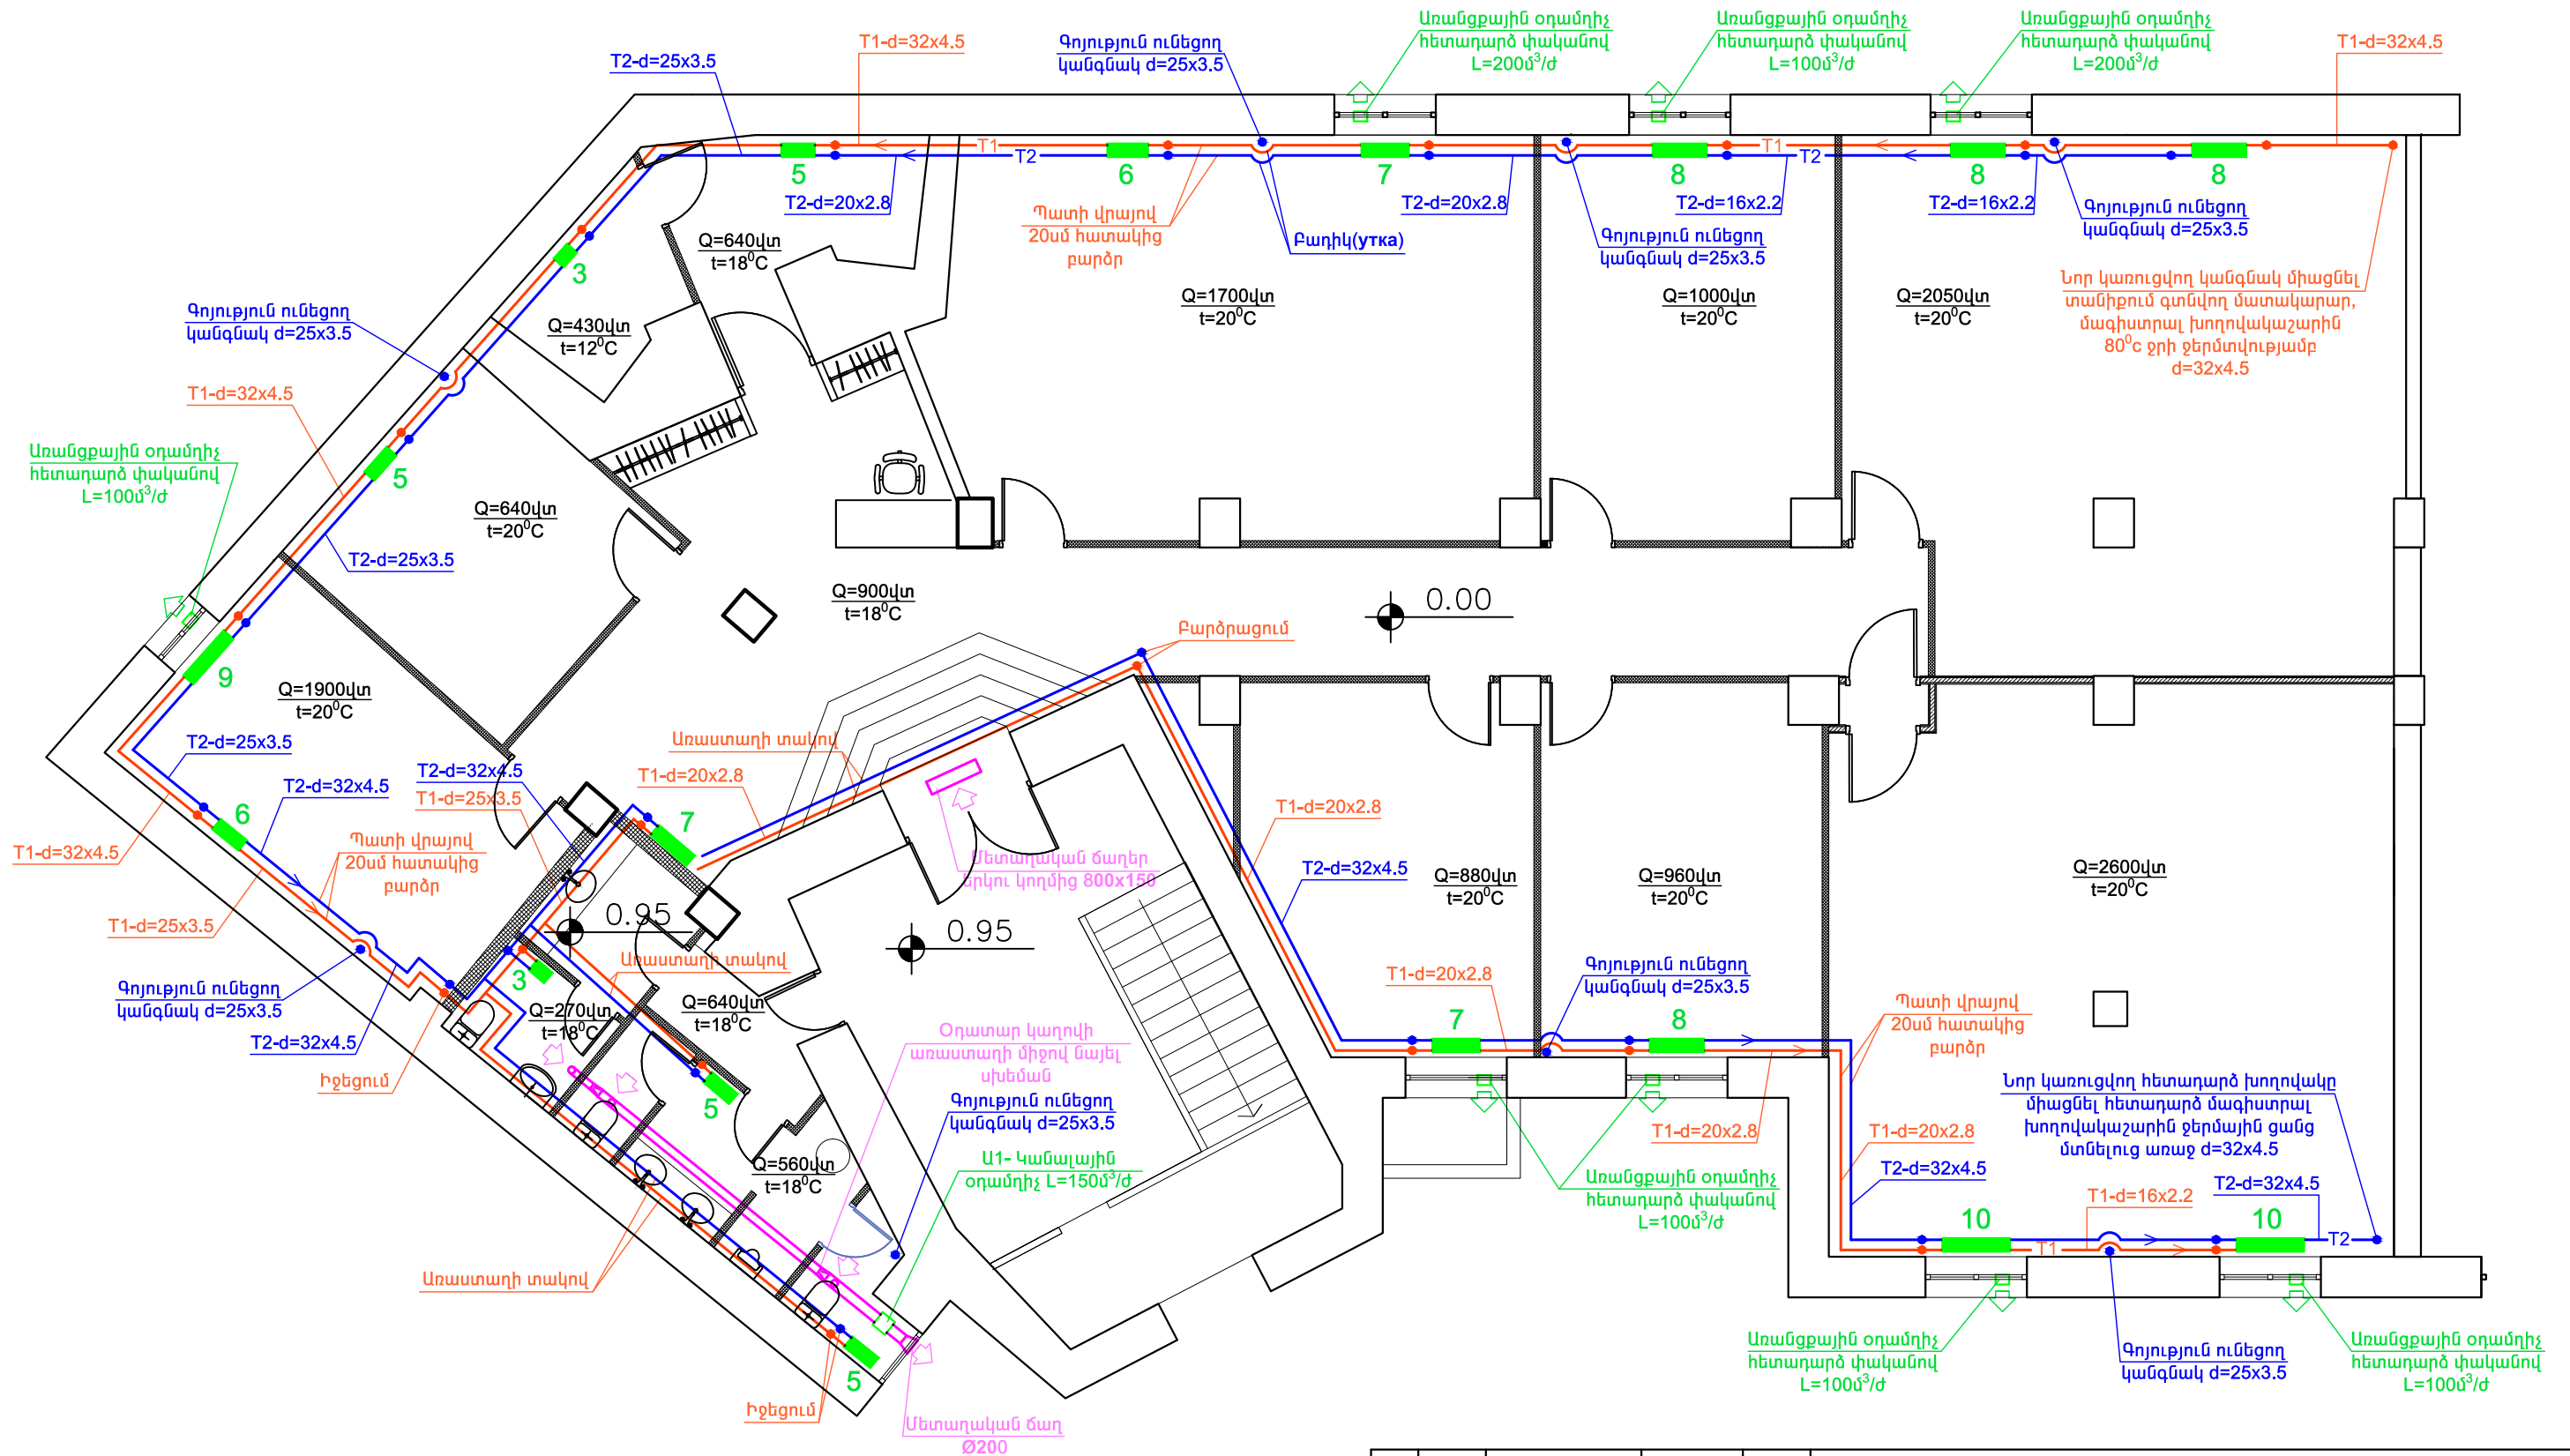 Առանցքային օդամղիչ
հետադարձ փականով
L=200մ³/ժ
Առանցքային օդամղիչ
հետադարձ փականով
L=100մ³/ժ
Առանցքային օդամղիչ
հետադարձ փականով
L=200մ³/ժ
T1-d=32x4.5
Գոյություն ունեցող
կանգնակ d=25x3.5
T1-d=32x4.5
T2-d=25x3.5
T1
T2
T1
T2
5
6
7
8
8
8
T2-d=20x2.8
T2-d=20x2.8
T2-d=16x2.2
T2-d=16x2.2
Պատի վրայով
20սմ հատակից
բարձր
Բադիկ(утка)
Գոյություն ունեցող
կանգնակ d=25x3.5
Գոյություն ունեցող
կանգնակ d=25x3.5
Նոր կառուցվող կանգնակ միացնել
տանիքում գտնվող մատակարար,
մագիստրալ խողովակաշարին
80⁰c ջրի ջերմտվությամբ
d=32x4.5
Q=640վտ
t=18⁰C
3
Q=430վտ
t=12⁰C
Q=1700վտ
t=20⁰C
Q=1000վտ
t=20⁰C
Q=2050վտ
t=20⁰C
Գոյություն ունեցող
կանգնակ d=25x3.5
T1-d=32x4.5
Առանցքային օդամղիչ
հետադարձ փականով
L=100մ³/ժ
5
Q=640վտ
t=20⁰C
T2-d=25x3.5
Q=900վտ
t=18⁰C
0.00
Բարձրացում
9
Q=1900վտ
t=20⁰C
T2-d=25x3.5
T2-d=32x4.5
T2-d=32x4.5
T1-d=25x3.5
Առաստաղի տակով
T1-d=20x2.8
6
7
T1-d=32x4.5
Պատի վրայով
20սմ հատակից
բարձր
T1-d=25x3.5
T1-d=20x2.8
T2-d=32x4.5
Մետաղական ճաղեր
երկու կողմից 800x150
Q=880վտ
t=20⁰C
Q=960վտ
t=20⁰C
Q=2600վտ
t=20⁰C
0.95
0.95
Առաստաղի տակով
3
Q=270վտ
t=18⁰C
Q=640վտ
t=18⁰C
Գոյություն ունեցող
կանգնակ d=25x3.5
T2-d=32x4.5
Իջեցում
T1-d=20x2.8
Գոյություն ունեցող
կանգնակ d=25x3.5
7
8
Պատի վրայով
20սմ հատակից
բարձր
Օդատար կաղովի
առաստաղի միջով նայել
սխեման
Գոյություն ունեցող
կանգնակ d=25x3.5
5
Ա1- Կանալային
օդամղիչ L=150մ³/ժ
Q=560վտ
t=18⁰C
T1-d=20x2.8
T1-d=20x2.8
T2-d=32x4.5
Նոր կառուցվող հետադարձ խողովակը
միացնել հետադարձ մագիստրալ
խողովակաշարին ջերմային ցանց
մտնելուց առաջ d=32x4.5
Առանցքային օդամղիչ
հետադարձ փականով
L=100մ³/ժ
T2-d=32x4.5
T1-d=16x2.2
10
10
T1
T2
Առաստաղի տակով
5
Իջեցում
Մետաղական ճաղ
Ø200
Առանցքային օդամղիչ
հետադարձ փականով
L=100մ³/ժ
Գոյություն ունեցող
կանգնակ d=25x3.5
Առանցքային օդամղիչ
հետադարձ փականով
L=100մ³/ժ